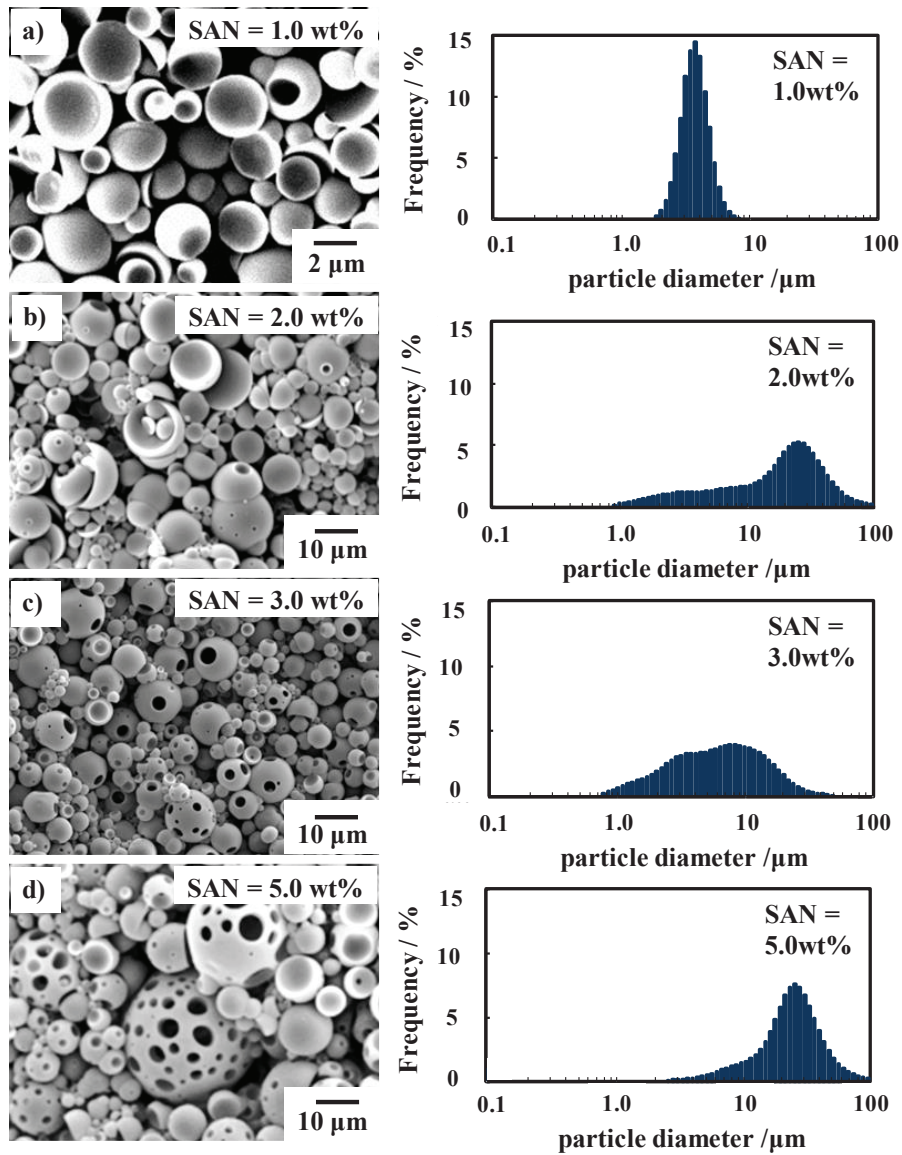 a)
SAN = 1.0 wt%
2 µm
Frequency / %
15
10
5
0
SAN =
1.0wt%
0.1 1.0 10 100
particle diameter /µm
b)
SAN = 2.0 wt%
10 µm
Frequency / %
15
10
5
0
SAN =
2.0wt%
0.1 1.0 10 100
particle diameter /µm
c)
SAN = 3.0 wt%
10 µm
Frequency / %
15
10
5
0
SAN =
3.0wt%
0.1 1.0 10 100
particle diameter /µm
d)
SAN = 5.0 wt%
10 µm
Frequency / %
15
10
5
0
SAN =
5.0wt%
0.1 1.0 10 100
particle diameter /µm